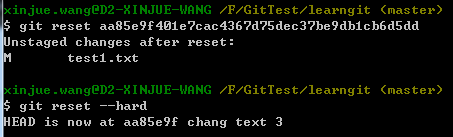 xinjue.wang@D2-XINJUE-WANG /F/GitTest/learngit (master)
$ git reset aa85e9f401e7cac4367d75dec37be9db1cb6d5dd
Unstaged changes after reset:
M       test1.txt
xinjue.wang@D2-XINJUE-WANG /F/GitTest/learngit (master)
$ git reset --hard
HEAD is now at aa85e9f chang text 3